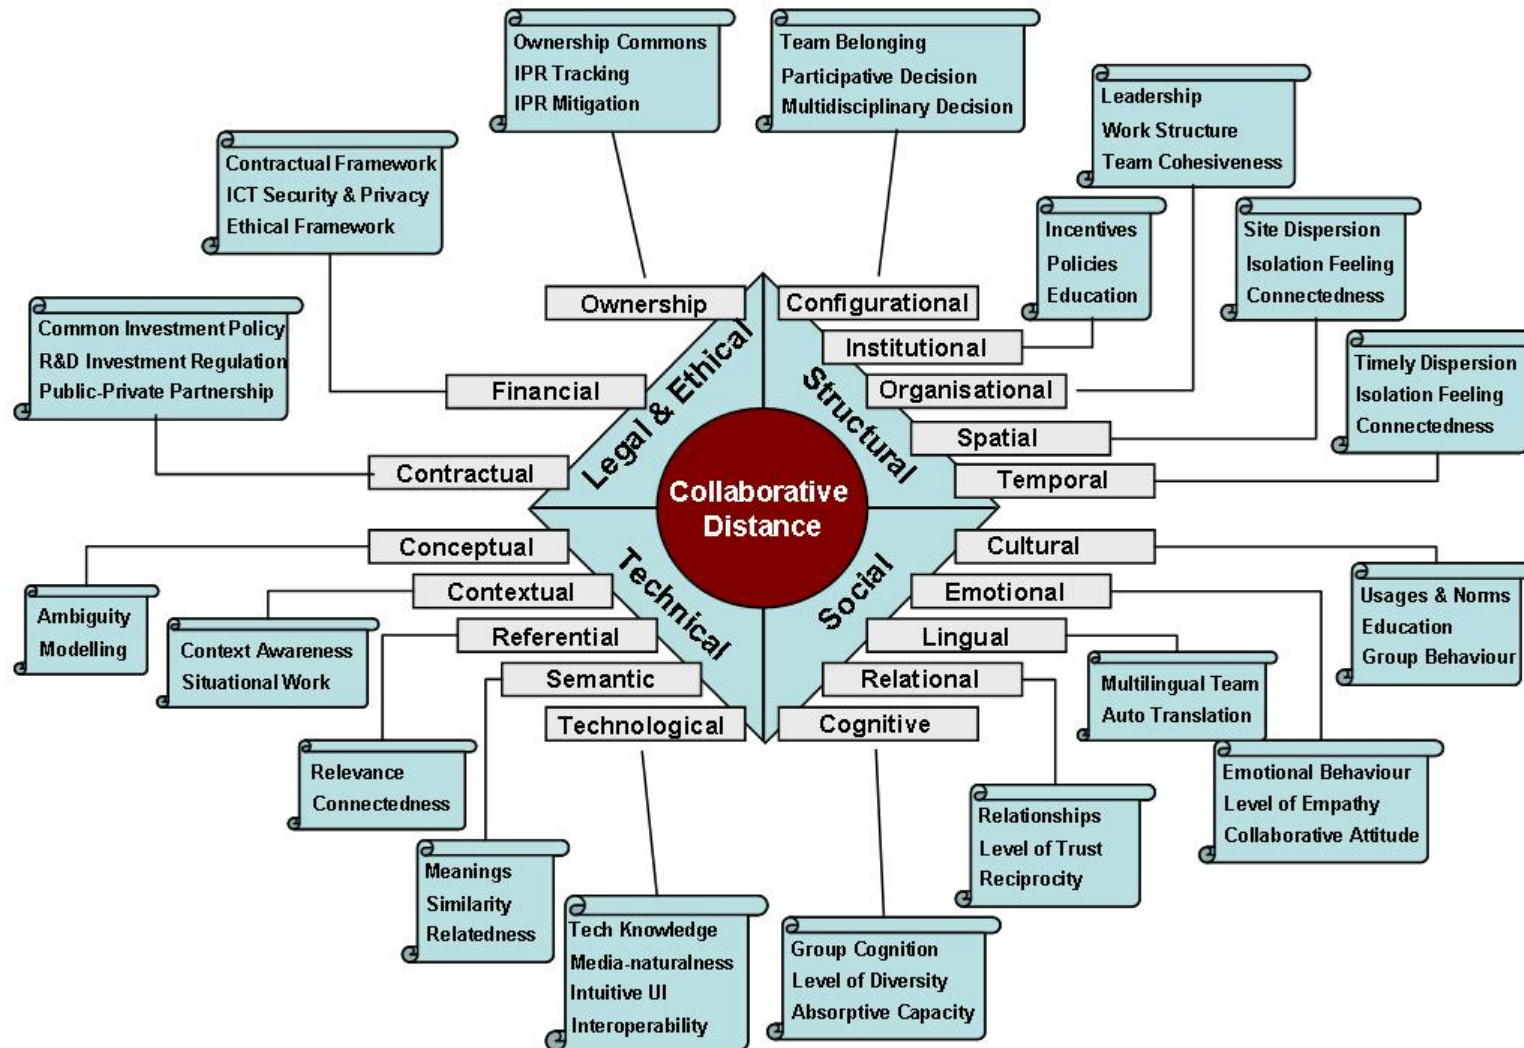 Ownership Commons
IPR Tracking
IPR Mitigation
Team Belonging
Participative Decision
Multidisciplinary Decision
Leadership
Work Structure
Team Cohesiveness
Contractual Framework
ICT Security & Privacy
Ethical Framework
Incentives
Policies
Education
Site Dispersion
Isolation Feeling
Connectedness
Common Investment Policy
R&D Investment Regulation
Public-Private Partnership
Timely Dispersion
Isolation Feeling
Connectedness
Ownership
Financial
Contractual
Legal & Ethical
Configurational
Institutional
Organisational
Spatial
Temporal
Structural
Collaborative
Distance
Conceptual
Contextual
Referential
Semantic
Technological
Technical
Cultural
Emotional
Lingual
Relational
Cognitive
Social
Ambiguity
Modelling
Context Awareness
Situational Work
Relevance
Connectedness
Meanings
Similarity
Relatedness
Tech Knowledge
Media-naturalness
Intuitive UI
Interoperability
Group Cognition
Level of Diversity
Absorptive Capacity
Relationships
Level of Trust
Reciprocity
Multilingual Team
Auto Translation
Emotional Behaviour
Level of Empathy
Collaborative Attitude
Usages & Norms
Education
Group Behaviour